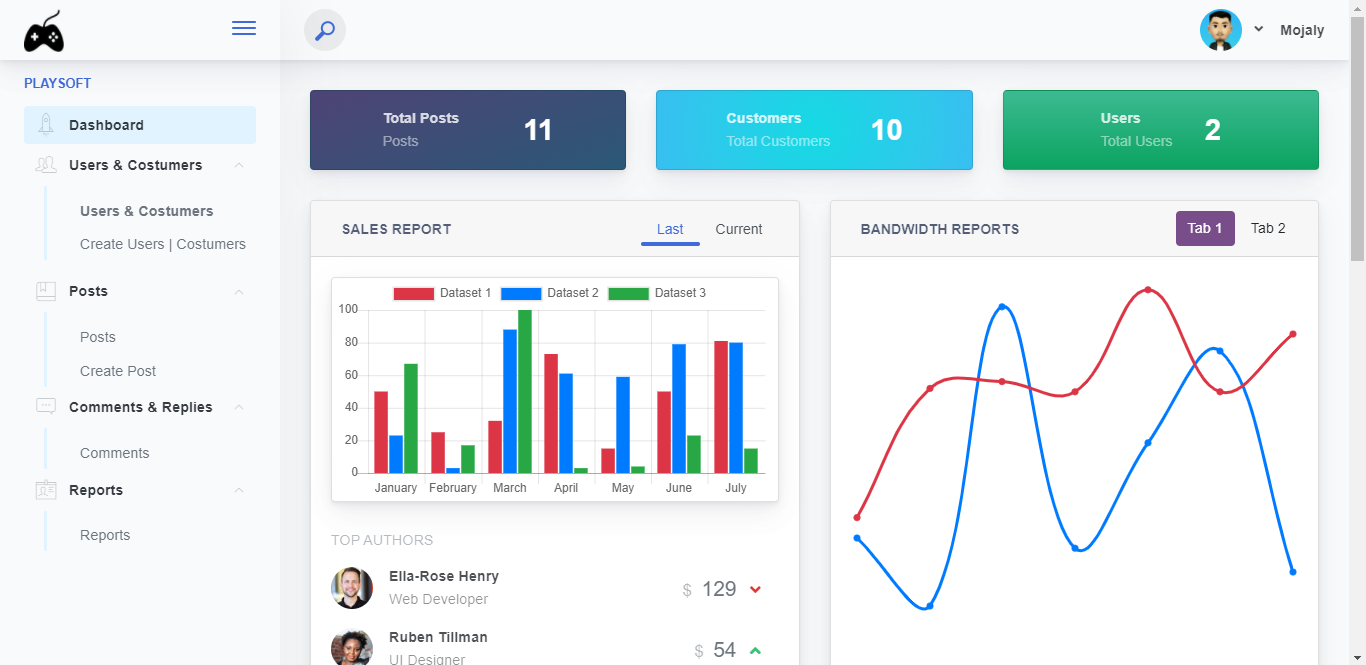 Mojaly
PLAYSOFT
Dashboard
Users & Costumers
Users & Costumers
Create Users | Costumers
Posts
Posts
Create Post
Comments & Replies
Comments
Reports
Reports
Total Posts
Posts
11
Customers
Total Customers
10
Users
Total Users
2
SALES REPORT
Last
Current
Dataset 1 Dataset 2 Dataset 3
100
80
60
40
20
0
January February March April May June July
TOP AUTHORS
Ella-Rose Henry
Web Developer
$ 129
Ruben Tillman
UI Designer
$ 54
BANDWIDTH REPORTS
Tab 1
Tab 2